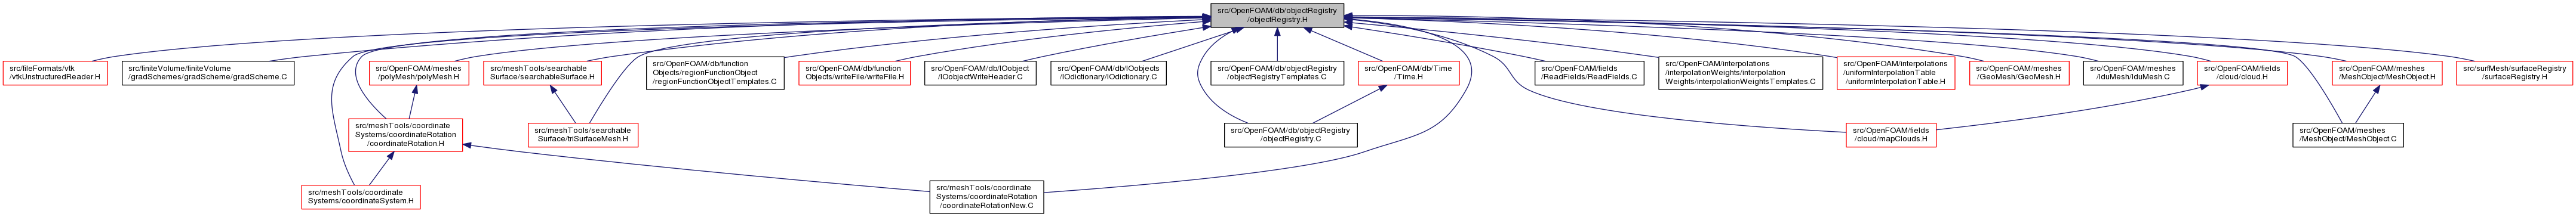 src/OpenFOAM/db/objectRegistry
/objectRegistry.H
src/fileFormats/vtk
/vtkUnstructuredReader.H
src/finiteVolume/finiteVolume
/gradSchemes/gradScheme/gradScheme.C
src/OpenFOAM/meshes
/polyMesh/polyMesh.H
src/meshTools/searchable
Surface/searchableSurface.H
src/OpenFOAM/db/function
Objects/regionFunctionObject
/regionFunctionObjectTemplates.C
src/OpenFOAM/db/function
Objects/writeFile/writeFile.H
src/OpenFOAM/db/IOobject
/IOobjectWriteHeader.C
src/OpenFOAM/db/IOobjects
/IOdictionary/IOdictionary.C
src/OpenFOAM/db/objectRegistry
/objectRegistryTemplates.C
src/OpenFOAM/db/Time
/Time.H
src/OpenFOAM/fields
/ReadFields/ReadFields.C
src/OpenFOAM/interpolations
/interpolationWeights/interpolation
Weights/interpolationWeightsTemplates.C
src/OpenFOAM/interpolations
/uniformInterpolationTable
/uniformInterpolationTable.H
src/OpenFOAM/meshes
/GeoMesh/GeoMesh.H
src/OpenFOAM/meshes
/lduMesh/lduMesh.C
src/OpenFOAM/fields
/cloud/cloud.H
src/OpenFOAM/meshes
/MeshObject/MeshObject.H
src/surfMesh/surfaceRegistry
/surfaceRegistry.H
src/meshTools/coordinate
Systems/coordinateRotation
/coordinateRotation.H
src/meshTools/searchable
Surface/triSurfaceMesh.H
src/OpenFOAM/db/objectRegistry
/objectRegistry.C
src/OpenFOAM/fields
/cloud/mapClouds.H
src/OpenFOAM/meshes
/MeshObject/MeshObject.C
src/meshTools/coordinate
Systems/coordinateSystem.H
src/meshTools/coordinate
Systems/coordinateRotation
/coordinateRotationNew.C